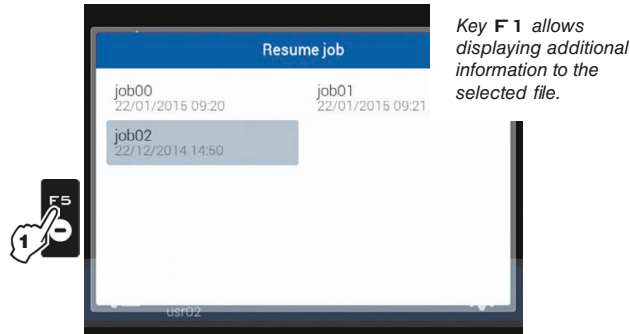 Resume job
job00
22/01/2015 09:20
job01
22/01/2015 09:21
job02
22/12/2014 14:50
usr02
F5
1
Key F1 allows
displaying additional
information to the
selected file.